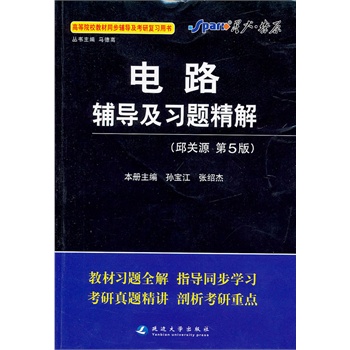 高等院校教材同步辅导及考研复习用书
丛书主编 马德高
Spark 星火·燎原
电路
辅导及习题精解
(邱关源 第5版)
本册主编 孙宝江 张绍杰
教材习题全解 指导同步学习
考研真题精讲 剖析考研重点
延边大学出版社
YANBIAN UNIVERSITY PRESS